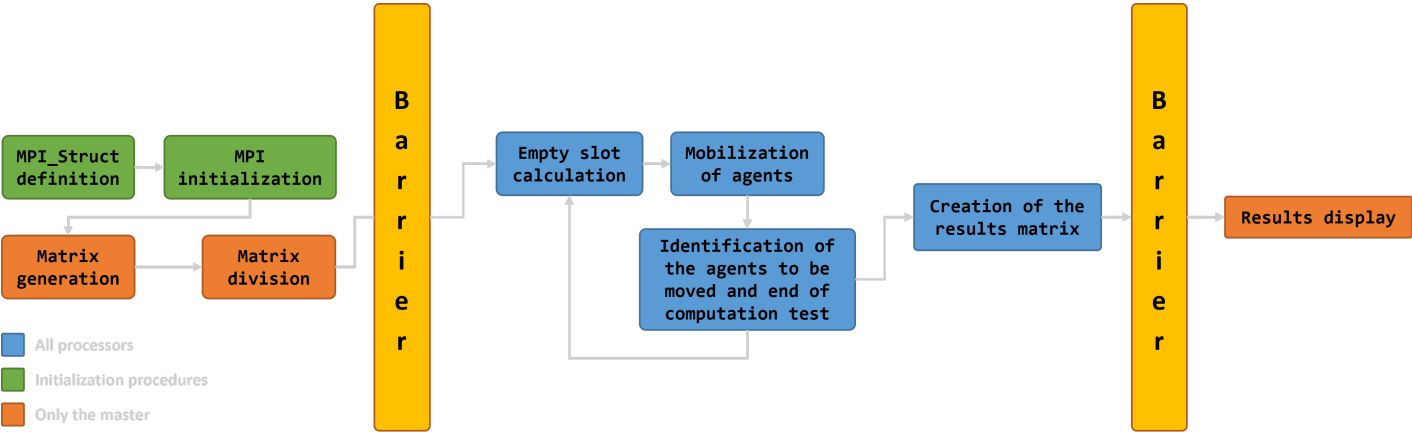 MPI_Struct
definition
MPI
initialization
Matrix
generation
Matrix
division
B
a
r
r
i
e
r
Empty slot
calculation
Mobilization
of agents
Identification of
the agents to be
moved and end of
computation test
Creation of the
results matrix
B
a
r
r
i
e
r
Results display
All processors
Initialization procedures
Only the master